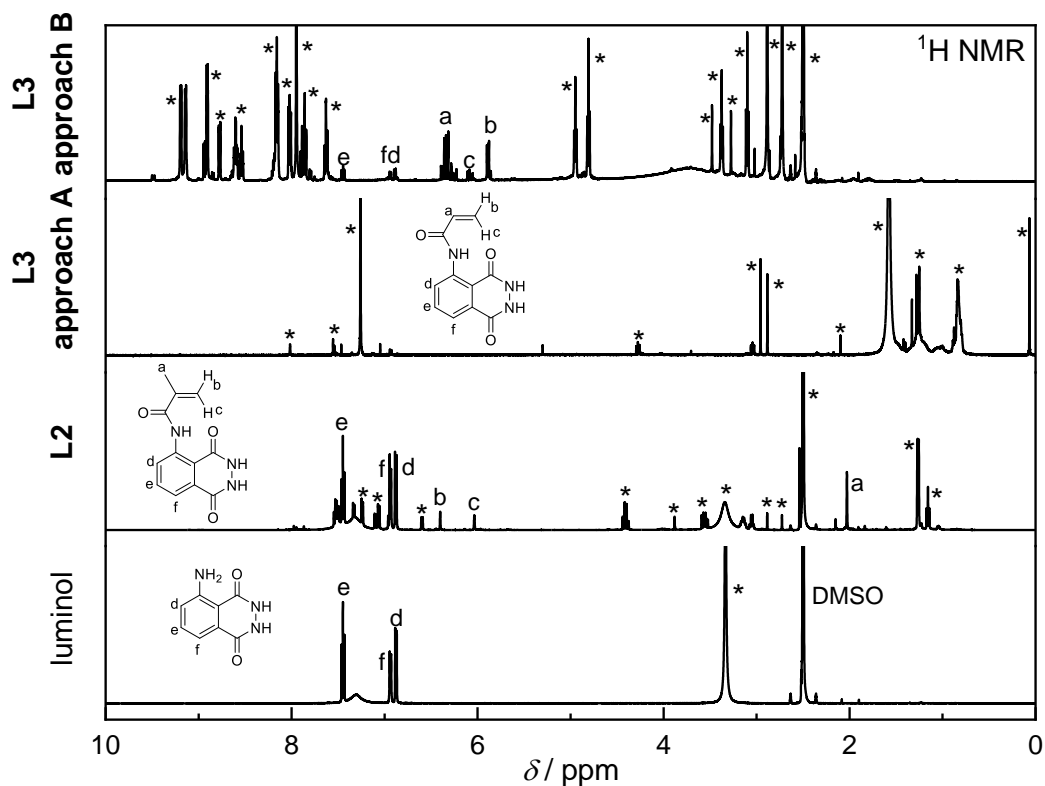 L3
approach B
¹H NMR
* * * * * * * * * a b e fd c * * * * * * * *
L3
approach A
a H b
H c
O NH O
d NH
e NH
f O
* * * * * * * * * *
L2
a H b
H c
O NH O
d NH
e NH
f O
e * f d * * b c * * * * * * * a * *
luminol
NH₂ O
d NH
e NH
f O
e f d * DMSO
10 8 6 4 2 0
δ / ppm